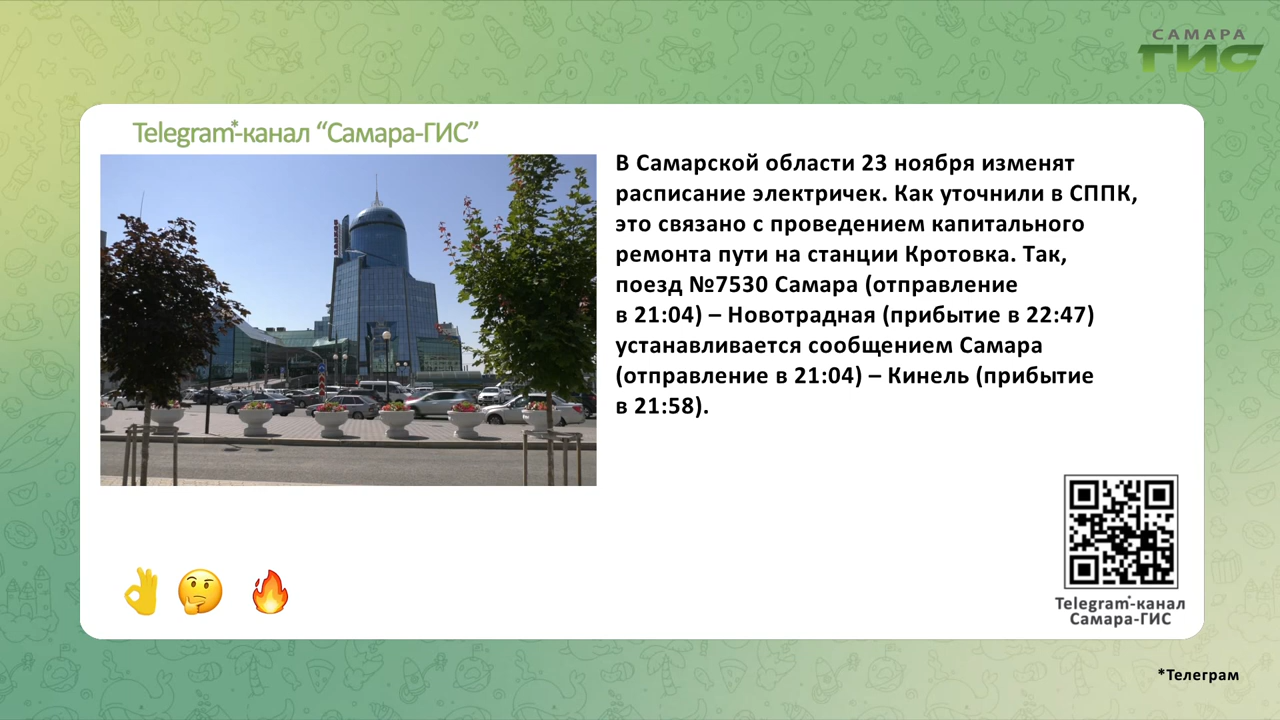 САМАРА
ГИС
Telegram*-канал “Самара-ГИС”
В Самарской области 23 ноября изменят
расписание электричек. Как уточнили в СППК,
это связано с проведением капитального
ремонта пути на станции Кротовка. Так,
поезд №7530 Самара (отправление
в 21:04) – Новотрадная (прибытие в 22:47)
устанавливается сообщением Самара
(отправление в 21:04) – Кинель (прибытие
в 21:58).
Telegram*-канал
Самара-ГИС
*Телеграм